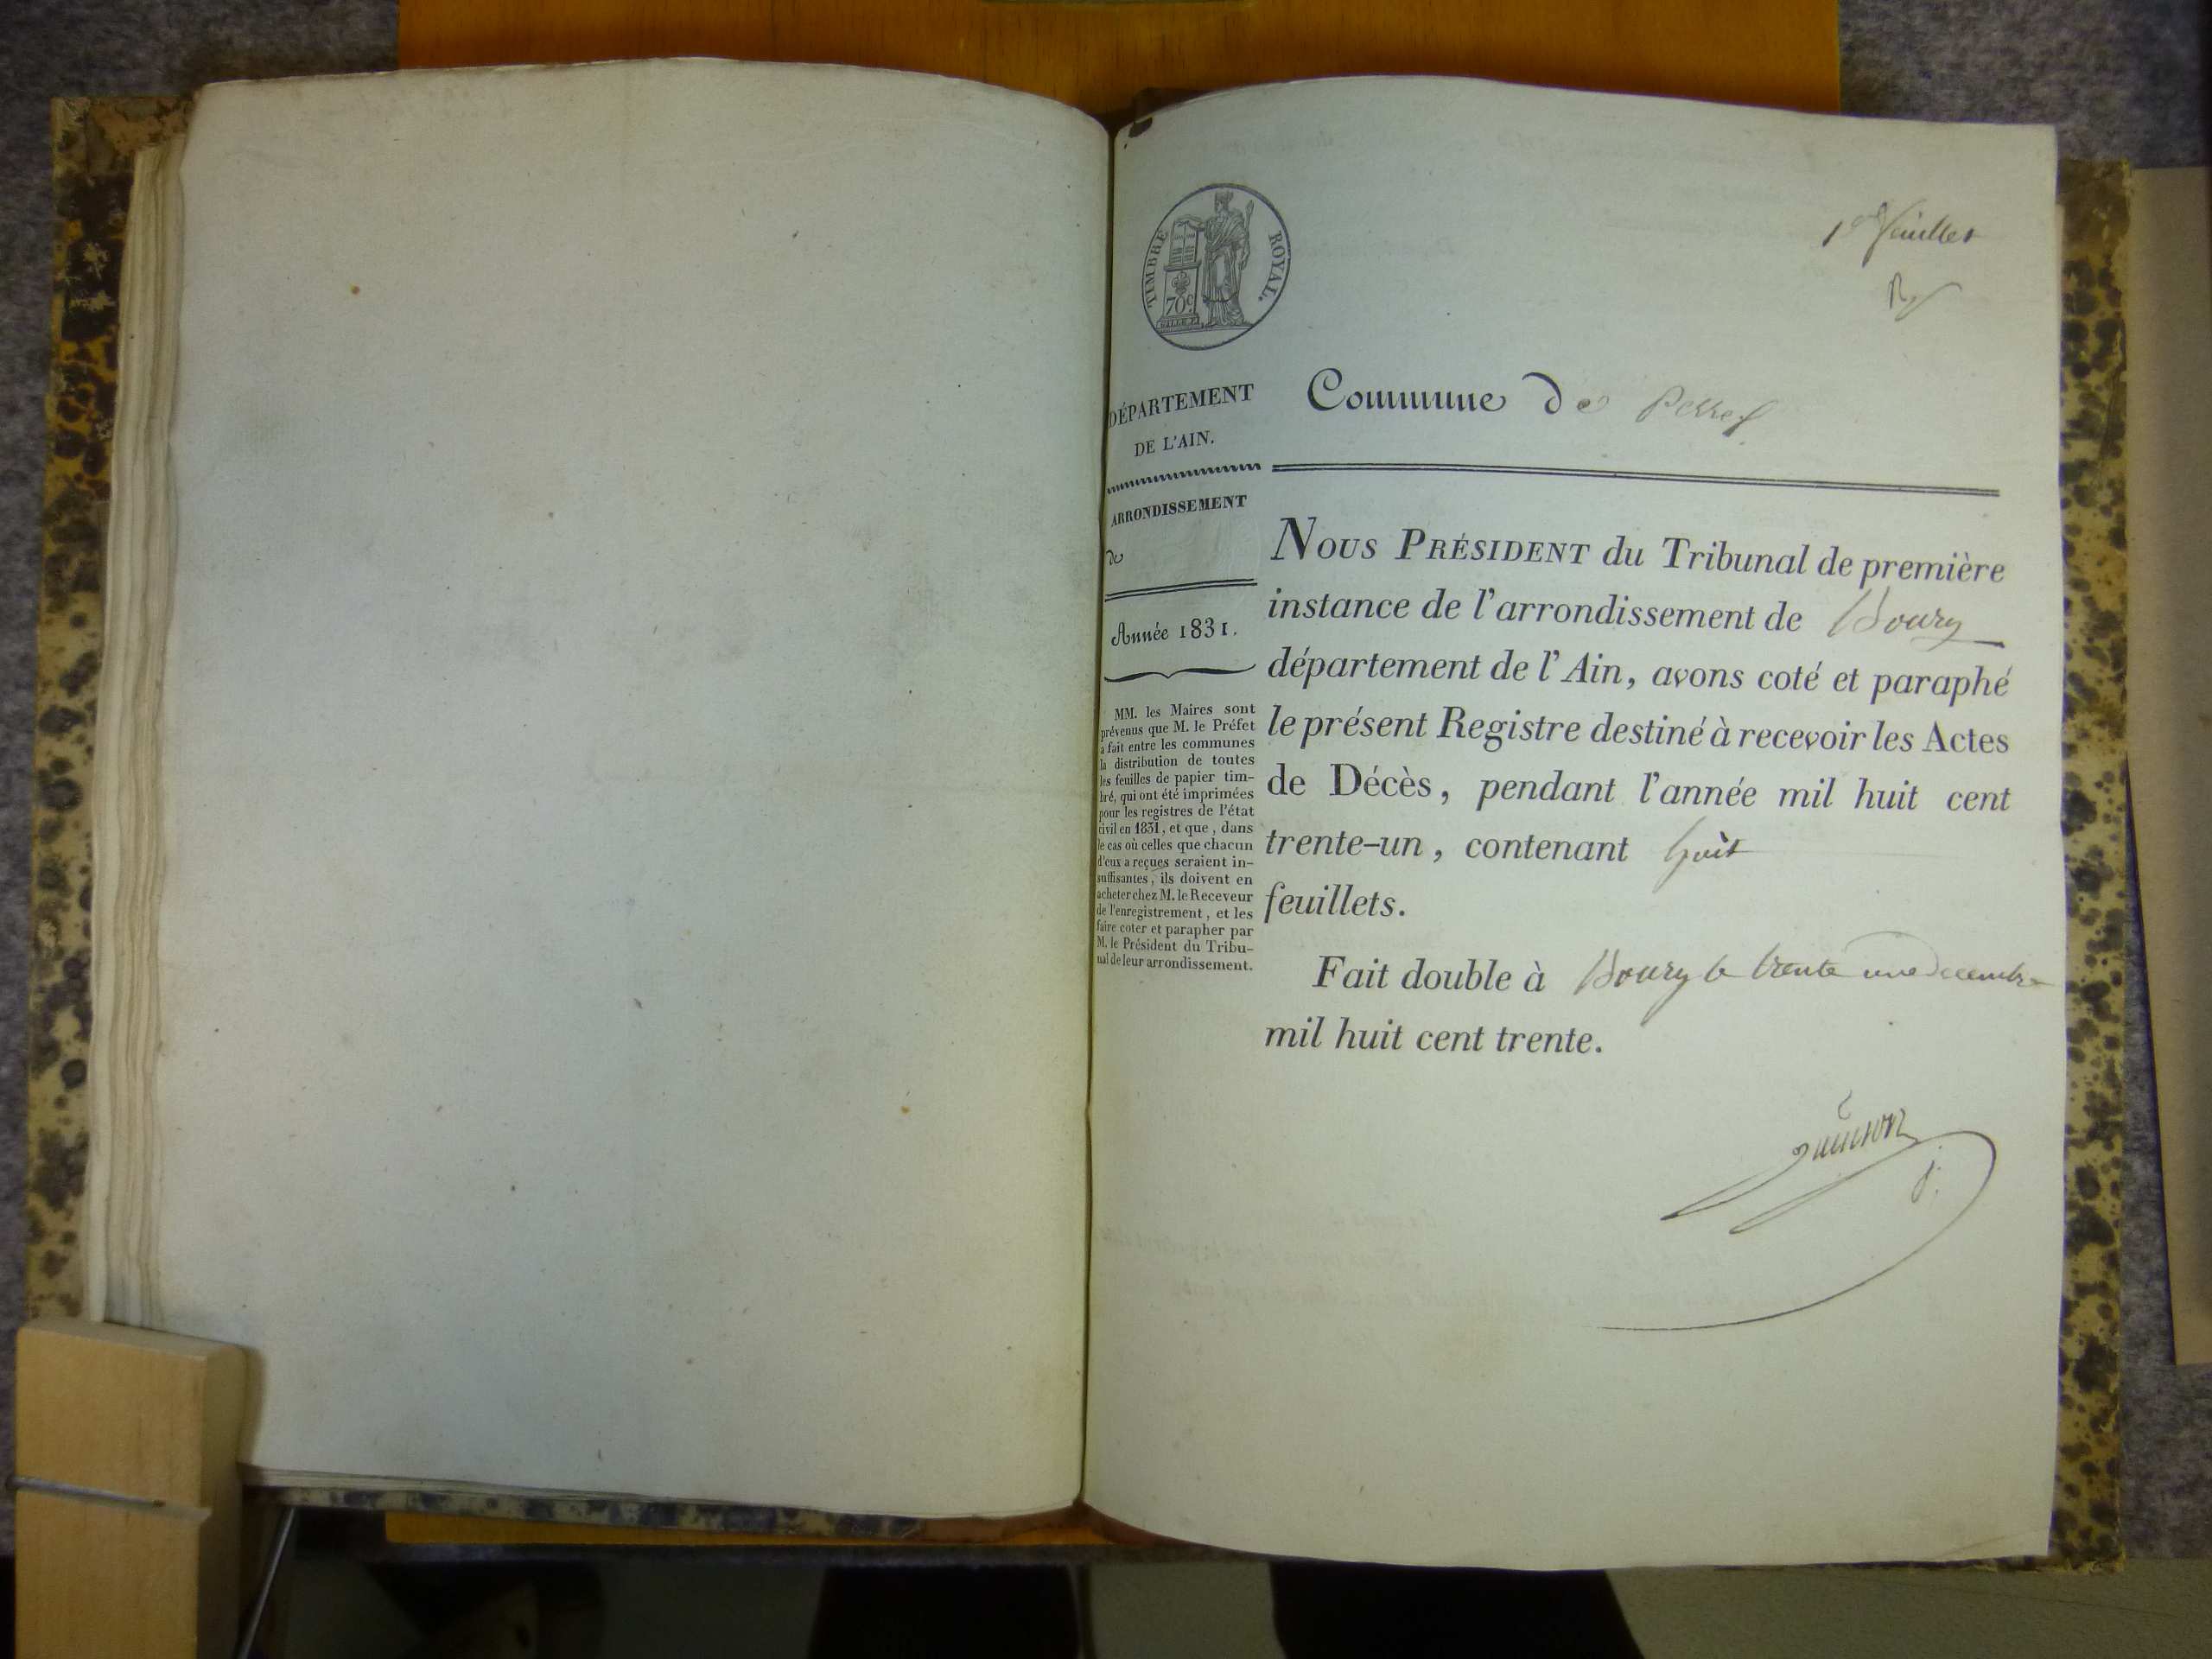 1er feuillet
TIMBRE ROYAL.
70c
Commune de Perrex
DÉPARTEMENT
DE L'AIN.
ARRONDISSEMENT
de
Année 1831.
MM. les Maires sont
prévenus que M. le Préfet
a fait entre les communes
la distribution de toutes
les feuilles de papier tim-
bré, qui ont été imprimées
pour les registres de l'état
civil en 1831, et que, dans
le cas où celles que chacun
d'eux a reçues seraient in-
suffisantes, ils doivent en
acheter chez M. le Receveur
de l'enregistrement, et les
faire coter et parapher par
M. le Président du Tribu-
nal de leur arrondissement.
NOUS PRÉSIDENT du Tribunal de première
instance de l'arrondissement de Bourg
département de l'Ain, avons coté et paraphé
le présent Registre destiné à recevoir les Actes
de Décès, pendant l'année mil huit cent
trente-un, contenant huit
feuillets.
Fait double à Bourg le trente une decembre
mil huit cent trente.